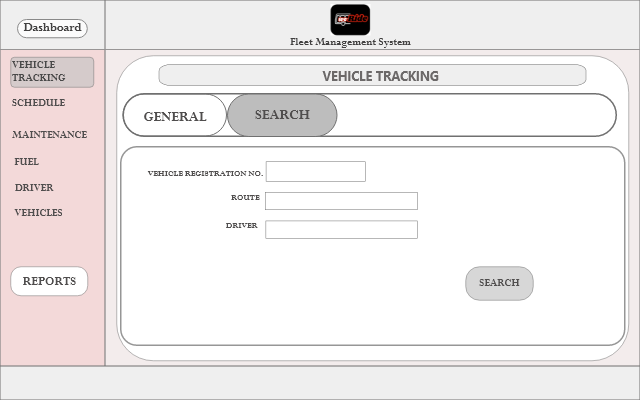 Dashboard
Ride
Fleet Management System
VEHICLE
TRACKING
SCHEDULE
MAINTENANCE
FUEL
DRIVER
VEHICLES
REPORTS
VEHICLE TRACKING
GENERAL
SEARCH
VEHICLE REGISTRATION NO.
ROUTE
DRIVER
SEARCH